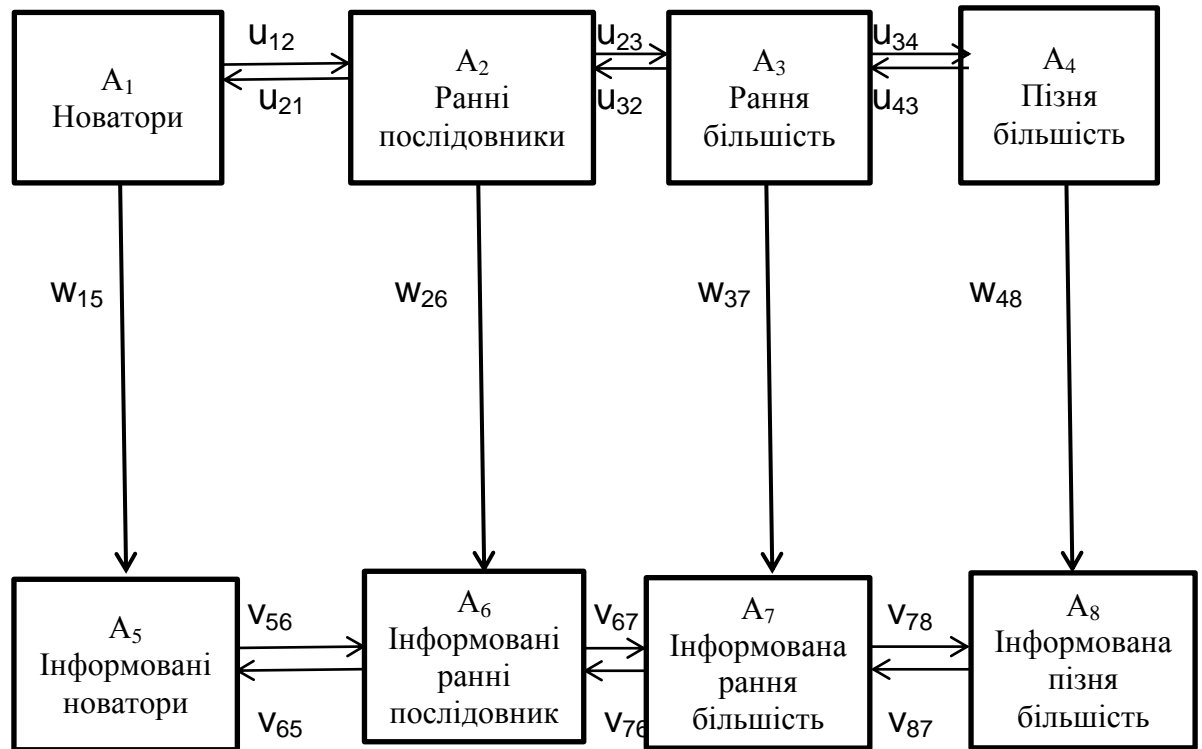 u₁₂
u₂₃
u₃₄
A₁
Новатори
A₂
Ранні
послідовники
A₃
Рання
більшість
A₄
Пізня
більшість
u₂₁
u₃₂
u₄₃
w₁₅
w₂₆
w₃₇
w₄₈
A₅
Інформовані
новатори
v₅₆
A₆
Інформовані
ранні
послідовник
v₆₇
A₇
Інформована
рання
більшість
v₇₈
A₈
Інформована
пізня
більшість
v₆₅
v₇₆
v₈₇